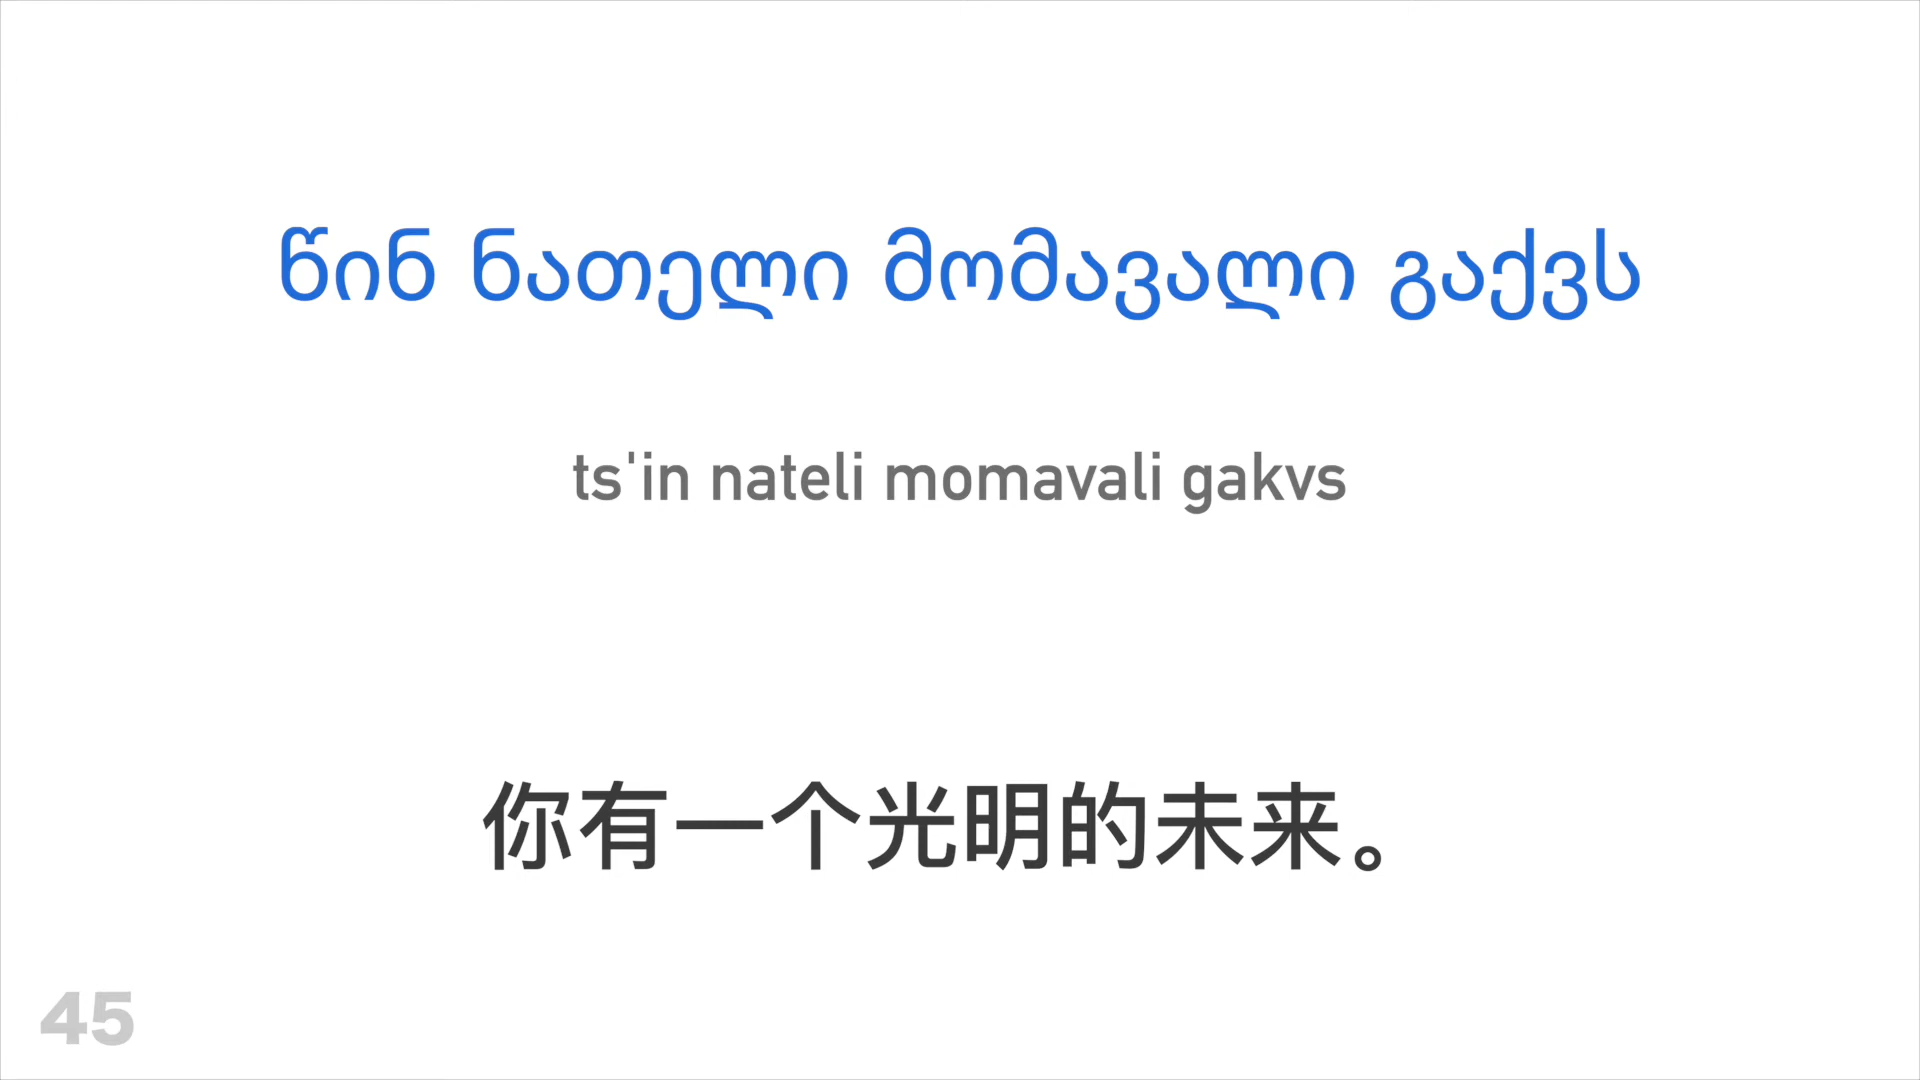 წინ ნათელი მომავალი გაქვს
ts'in nateli momavali gakvs
你有一个光明的未来。
45